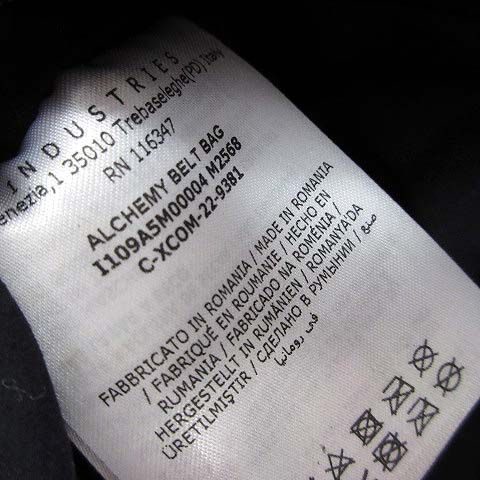 INDUSTRIES
enezia,1 35010 Trebaseleghe(PD) Italy
RN 116347
ALCHEMY BELT BAG
I109A5M00004 M2568
C-XCOM-22-9381
FABBRICATO IN ROMANIA / MADE IN ROMANIA
/ FABRIQUÉ EN ROUMANIE / HECHO EN
RUMANIA / FABRICADO NA ROMÉNIA /
HERGESTELLT IN RUMÄNIEN / ROMANYA'DA
ÜRETILMIŞTIR / СДЕЛАНО В РУМЫНИИ / صنع
في رومانيا